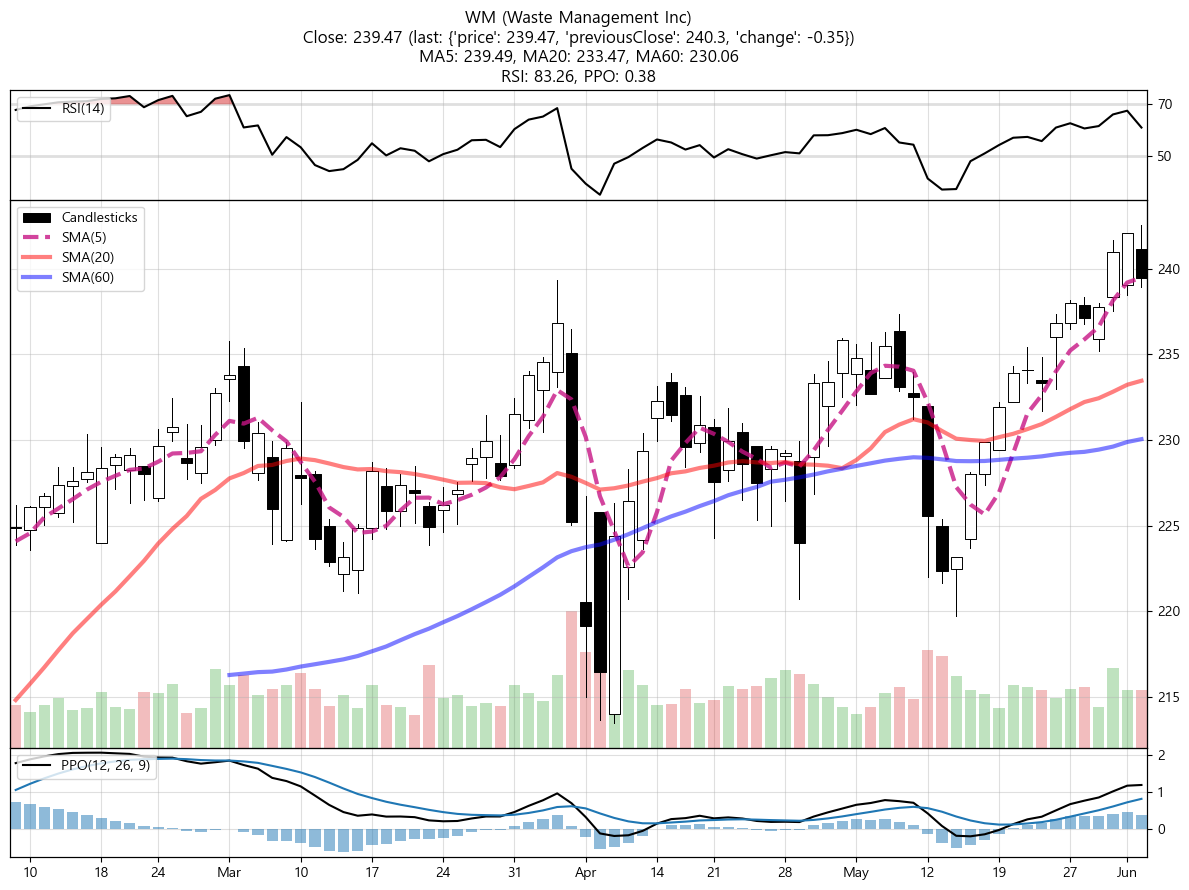 WM (Waste Management Inc)
Close: 239.47 (last: {'price': 239.47, 'previousClose': 240.3, 'change': -0.35})
MA5: 239.49, MA20: 233.47, MA60: 230.06
RSI: 83.26, PPO: 0.38
RSI(14)
70
50
Candlesticks
SMA(5)
SMA(20)
SMA(60)
240
235
230
225
220
215
PPO(12, 26, 9)
2
1
0
10 18 24 Mar 10 17 24 31 Apr 14 21 28 May 12 19 27 Jun